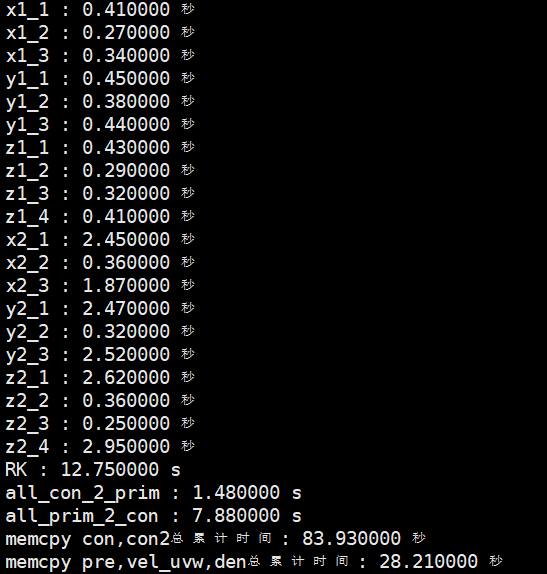 x1_1 : 0.410000 秒
x1_2 : 0.270000 秒
x1_3 : 0.340000 秒
y1_1 : 0.450000 秒
y1_2 : 0.380000 秒
y1_3 : 0.440000 秒
z1_1 : 0.430000 秒
z1_2 : 0.290000 秒
z1_3 : 0.320000 秒
z1_4 : 0.410000 秒
x2_1 : 2.450000 秒
x2_2 : 0.360000 秒
x2_3 : 1.870000 秒
y2_1 : 2.470000 秒
y2_2 : 0.320000 秒
y2_3 : 2.520000 秒
z2_1 : 2.620000 秒
z2_2 : 0.360000 秒
z2_3 : 0.250000 秒
z2_4 : 2.950000 秒
RK : 12.750000 s
all_con_2_prim : 1.480000 s
all_prim_2_con : 7.880000 s
memcpy con,con2总累计时间 : 83.930000 秒
memcpy pre,vel_uvw,den总累计时间 : 28.210000 秒